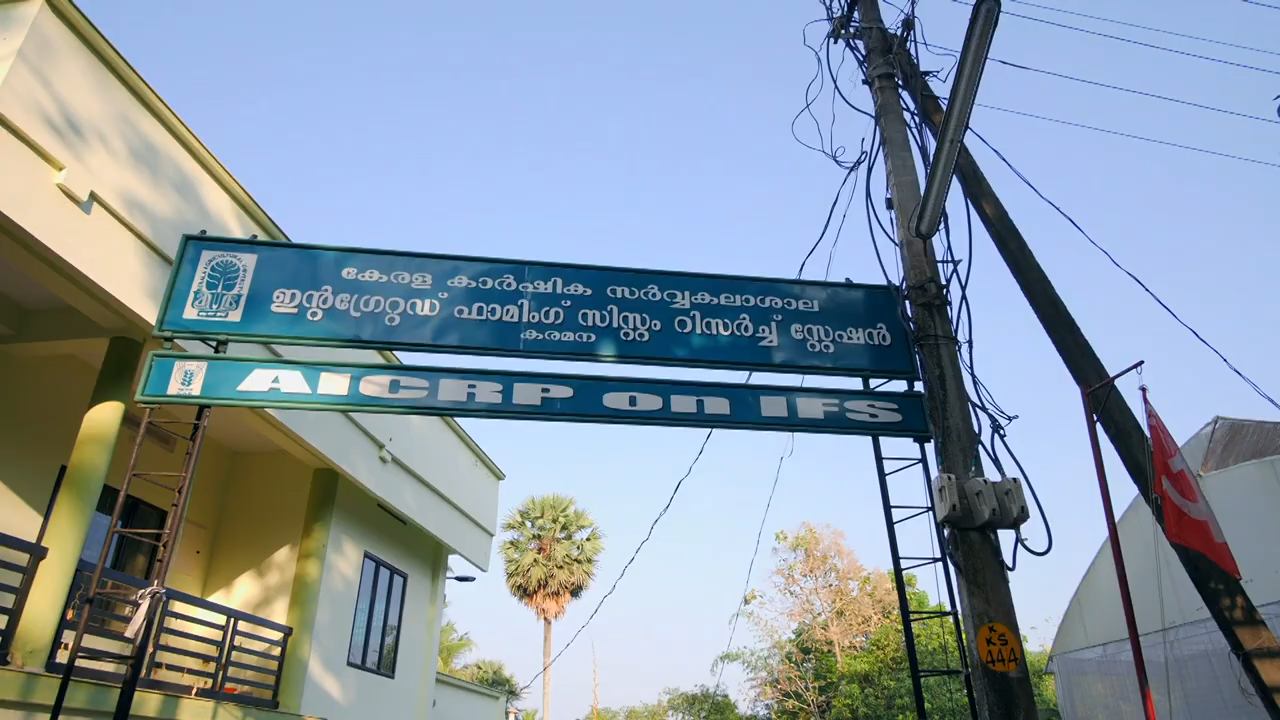 കേരള കാർഷിക സർവ്വകലാശാല
ഇന്റഗ്രേറ്റഡ് ഫാമിംഗ് സിസ്റ്റം റിസർച്ച് സ്റ്റേഷൻ
കരമന
AICRP on IFS
K
KS
444